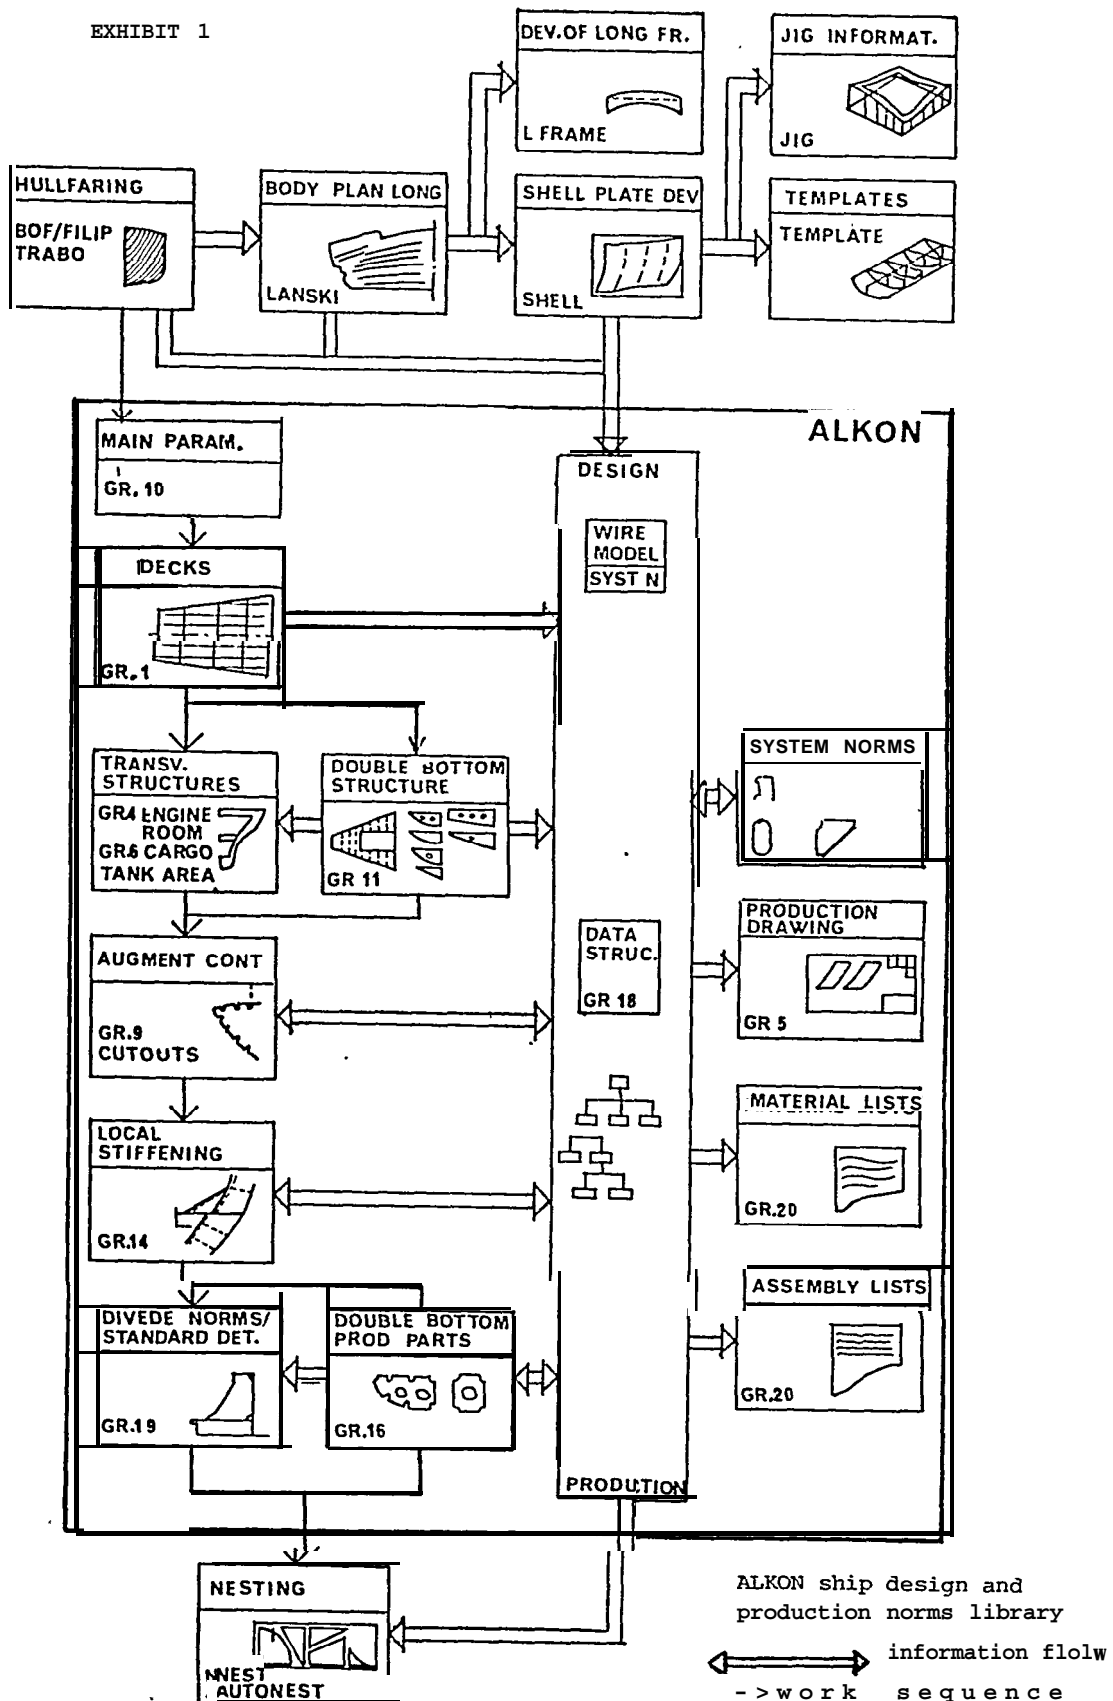 EXHIBIT 1
DEV.OF LONG FR.
L FRAME
JIG INFORMAT.
JIG
HULLFARING
BOF/FILIP
TRABO
BODY PLAN LONG
LANSKI
SHELL PLATE DEV
SHELL
TEMPLATES
TEMPLATE
ALKON
MAIN PARAM.
GR. 10
DECKS
GR. 1
DESIGN
WIRE
MODEL
SYST N
TRANSV.
STRUCTURES
GR.4 ENGINE
ROOM
GR.6 CARGO
TANK AREA
DOUBLE BOTTOM
STRUCTURE
GR 11
SYSTEM NORMS
AUGMENT CONT
GR.9
CUTOUTS
DATA
STRUC.
GR 18
PRODUCTION
DRAWING
GR 5
LOCAL
STIFFENING
GR.14
MATERIAL LISTS
GR.20
DIVEDE NORMS/
STANDARD DET.
GR.19
DOUBLE BOTTOM
PROD PARTS
GR.16
ASSEMBLY LISTS
GR.20
PRODUCTION
NESTING
NNEST
AUTONEST
ALKON ship design and
production norms library
information flolw
->work sequence